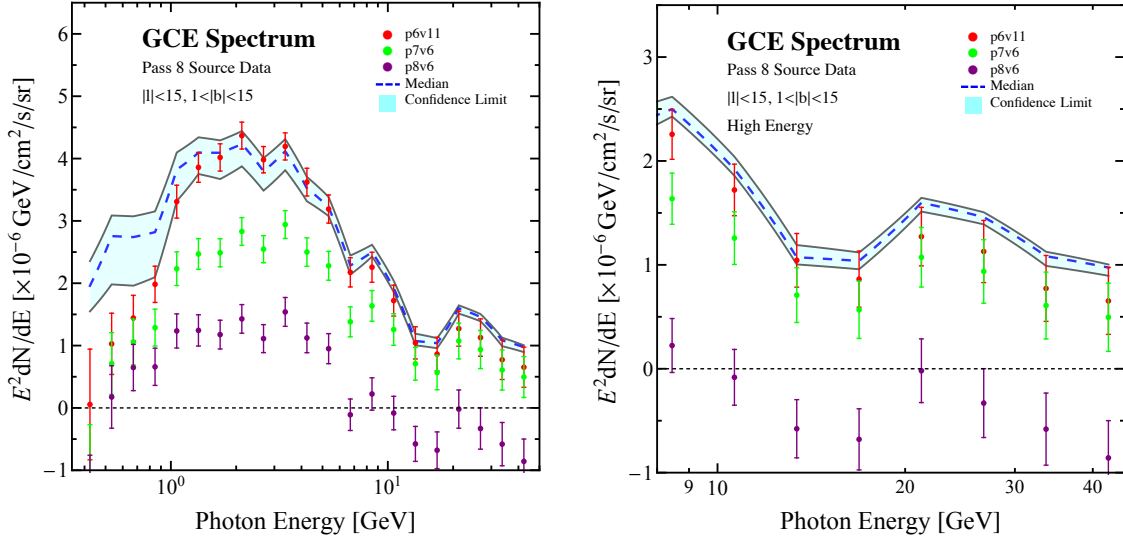 GCE Spectrum
Pass 8 Source Data
|l|<15, 1<|b|<15
p6v11
p7v6
p8v6
Median
Confidence Limit
6
5
4
3
2
1
0
−1
10⁰
10¹
E²dN/dE [×10⁻⁶ GeV/cm²/s/sr]
Photon Energy [GeV]
GCE Spectrum
Pass 8 Source Data
|l|<15, 1<|b|<15
High Energy
p6v11
p7v6
p8v6
Median
Confidence Limit
3
2
1
0
−1
9
10
20
30
40
E²dN/dE [×10⁻⁶ GeV/cm²/s/sr]
Photon Energy [GeV]